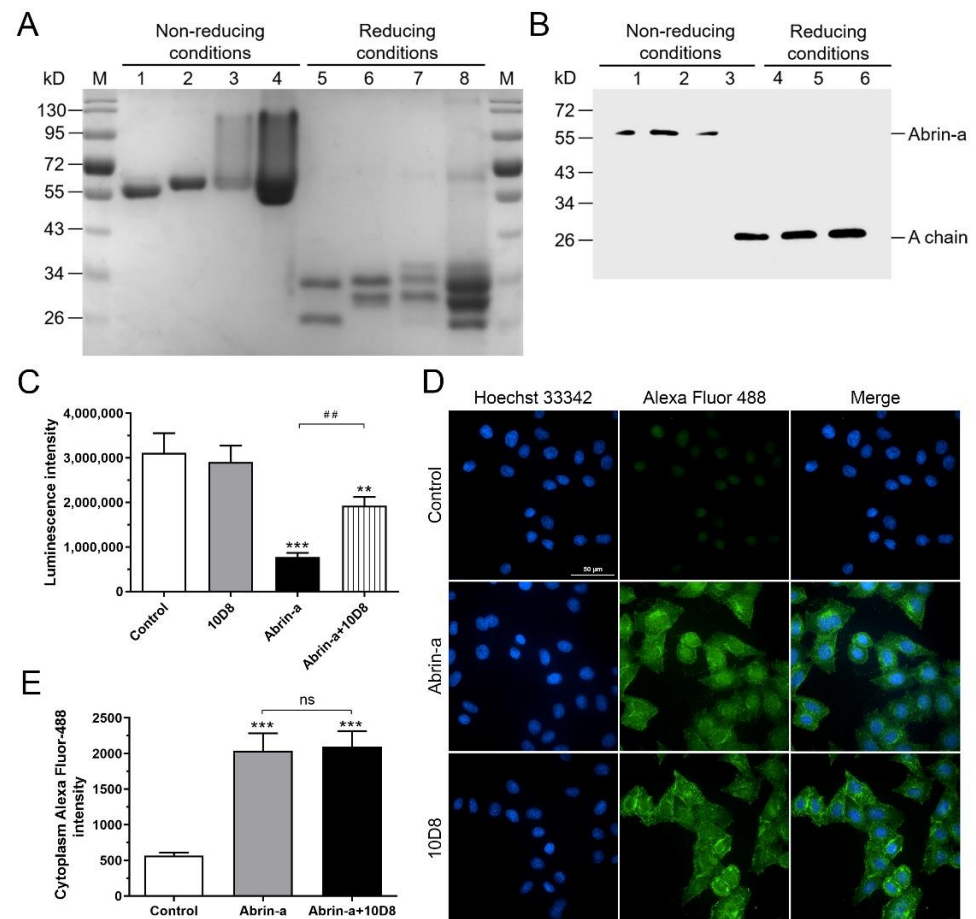 A
Non-reducing conditions
Reducing conditions
kD M 1 2 3 4 5 6 7 8 M
130
95
72
55
43
34
26
B
Non-reducing conditions
Reducing conditions
kD 1 2 3 4 5 6
72
55
43
34
26
Abrin-a
A chain
C
Luminescence intensity
4,000,000
3,000,000
2,000,000
1,000,000
0
##
***
**
Control
10D8
Abrin-a
Abrin-a+10D8
D
Hoechst 33342 Alexa Fluor 488 Merge
Control
50 µm
Abrin-a
10D8
E
Cytoplasm Alexa Fluor-488
intensity
2500
2000
1500
1000
500
0
ns
*** ***
Control Abrin-a Abrin-a+10D8